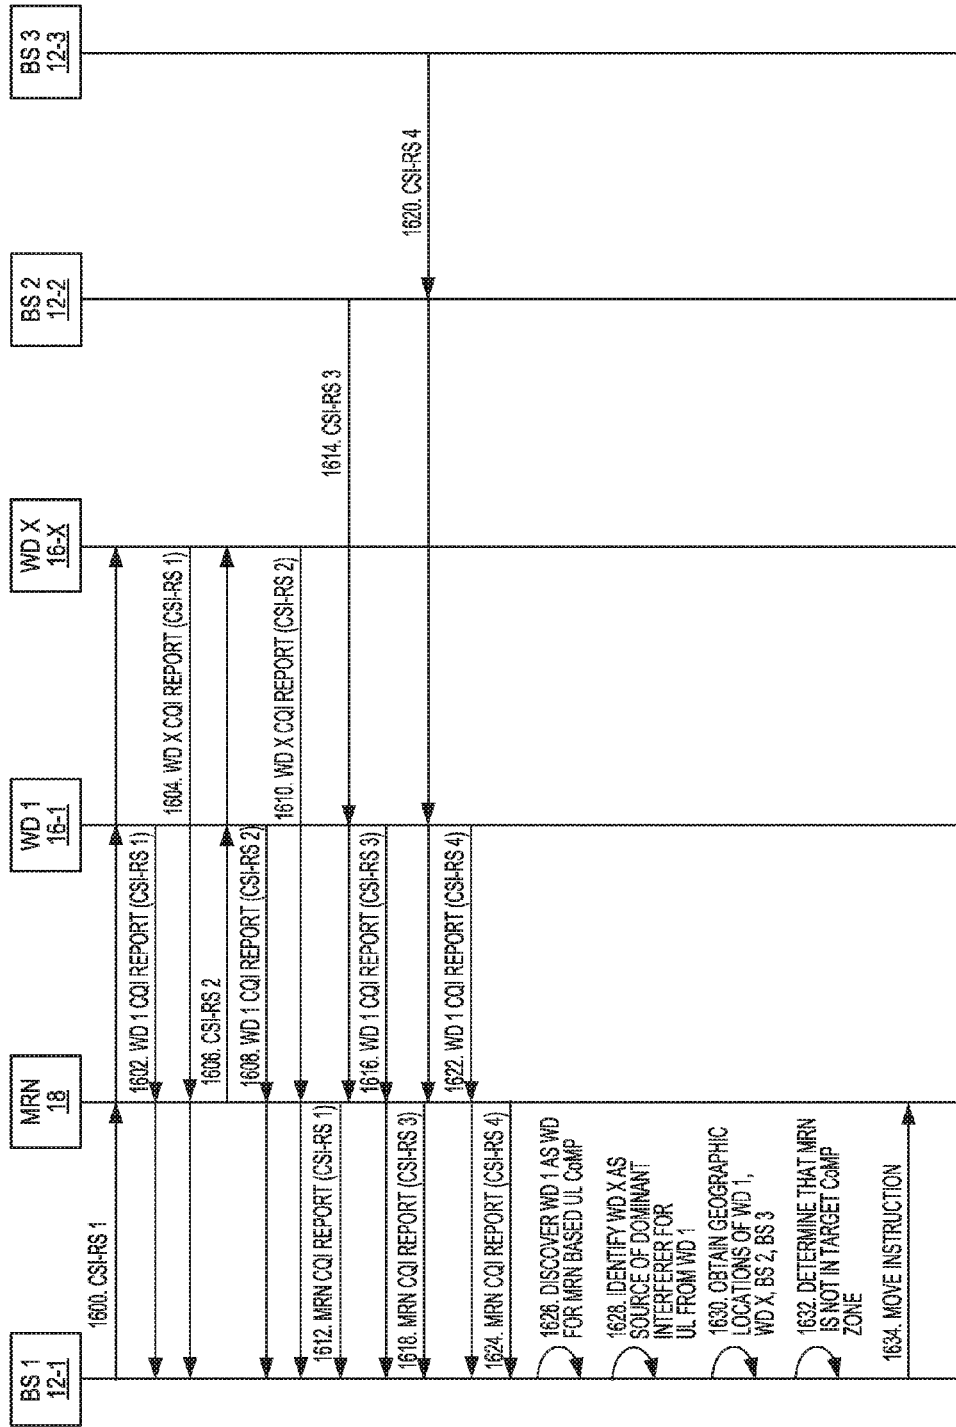 BS 1
12-1
MRN
18
WD 1
16-1
WD X
16-X
BS 2
12-2
BS 3
12-3
1600. CSI-RS 1
1602. WD 1 CQI REPORT (CSI-RS 1)
1604. WD X CQI REPORT (CSI-RS 1)
1606. CSI-RS 2
1608. WD 1 CQI REPORT (CSI-RS 2)
1610. WD X CQI REPORT (CSI-RS 2)
1612. MRN CQI REPORT (CSI-RS 1)
1614. CSI-RS 3
1616. WD 1 CQI REPORT (CSI-RS 3)
1618. MRN CQI REPORT (CSI-RS 3)
1620. CSI-RS 4
1622. WD 1 CQI REPORT (CSI-RS 4)
1624. MRN CQI REPORT (CSI-RS 4)
1626. DISCOVER WD 1 AS WD
FOR MRN BASED UL CoMP
1628. IDENTIFY WD X AS
SOURCE OF DOMINANT
INTERFERER FOR
UL FROM WD 1
1630. OBTAIN GEOGRAPHIC
LOCATIONS OF WD 1,
WD X, BS 2, BS 3
1632. DETERMINE THAT MRN
IS NOT IN TARGET CoMP
ZONE
1634. MOVE INSTRUCTION